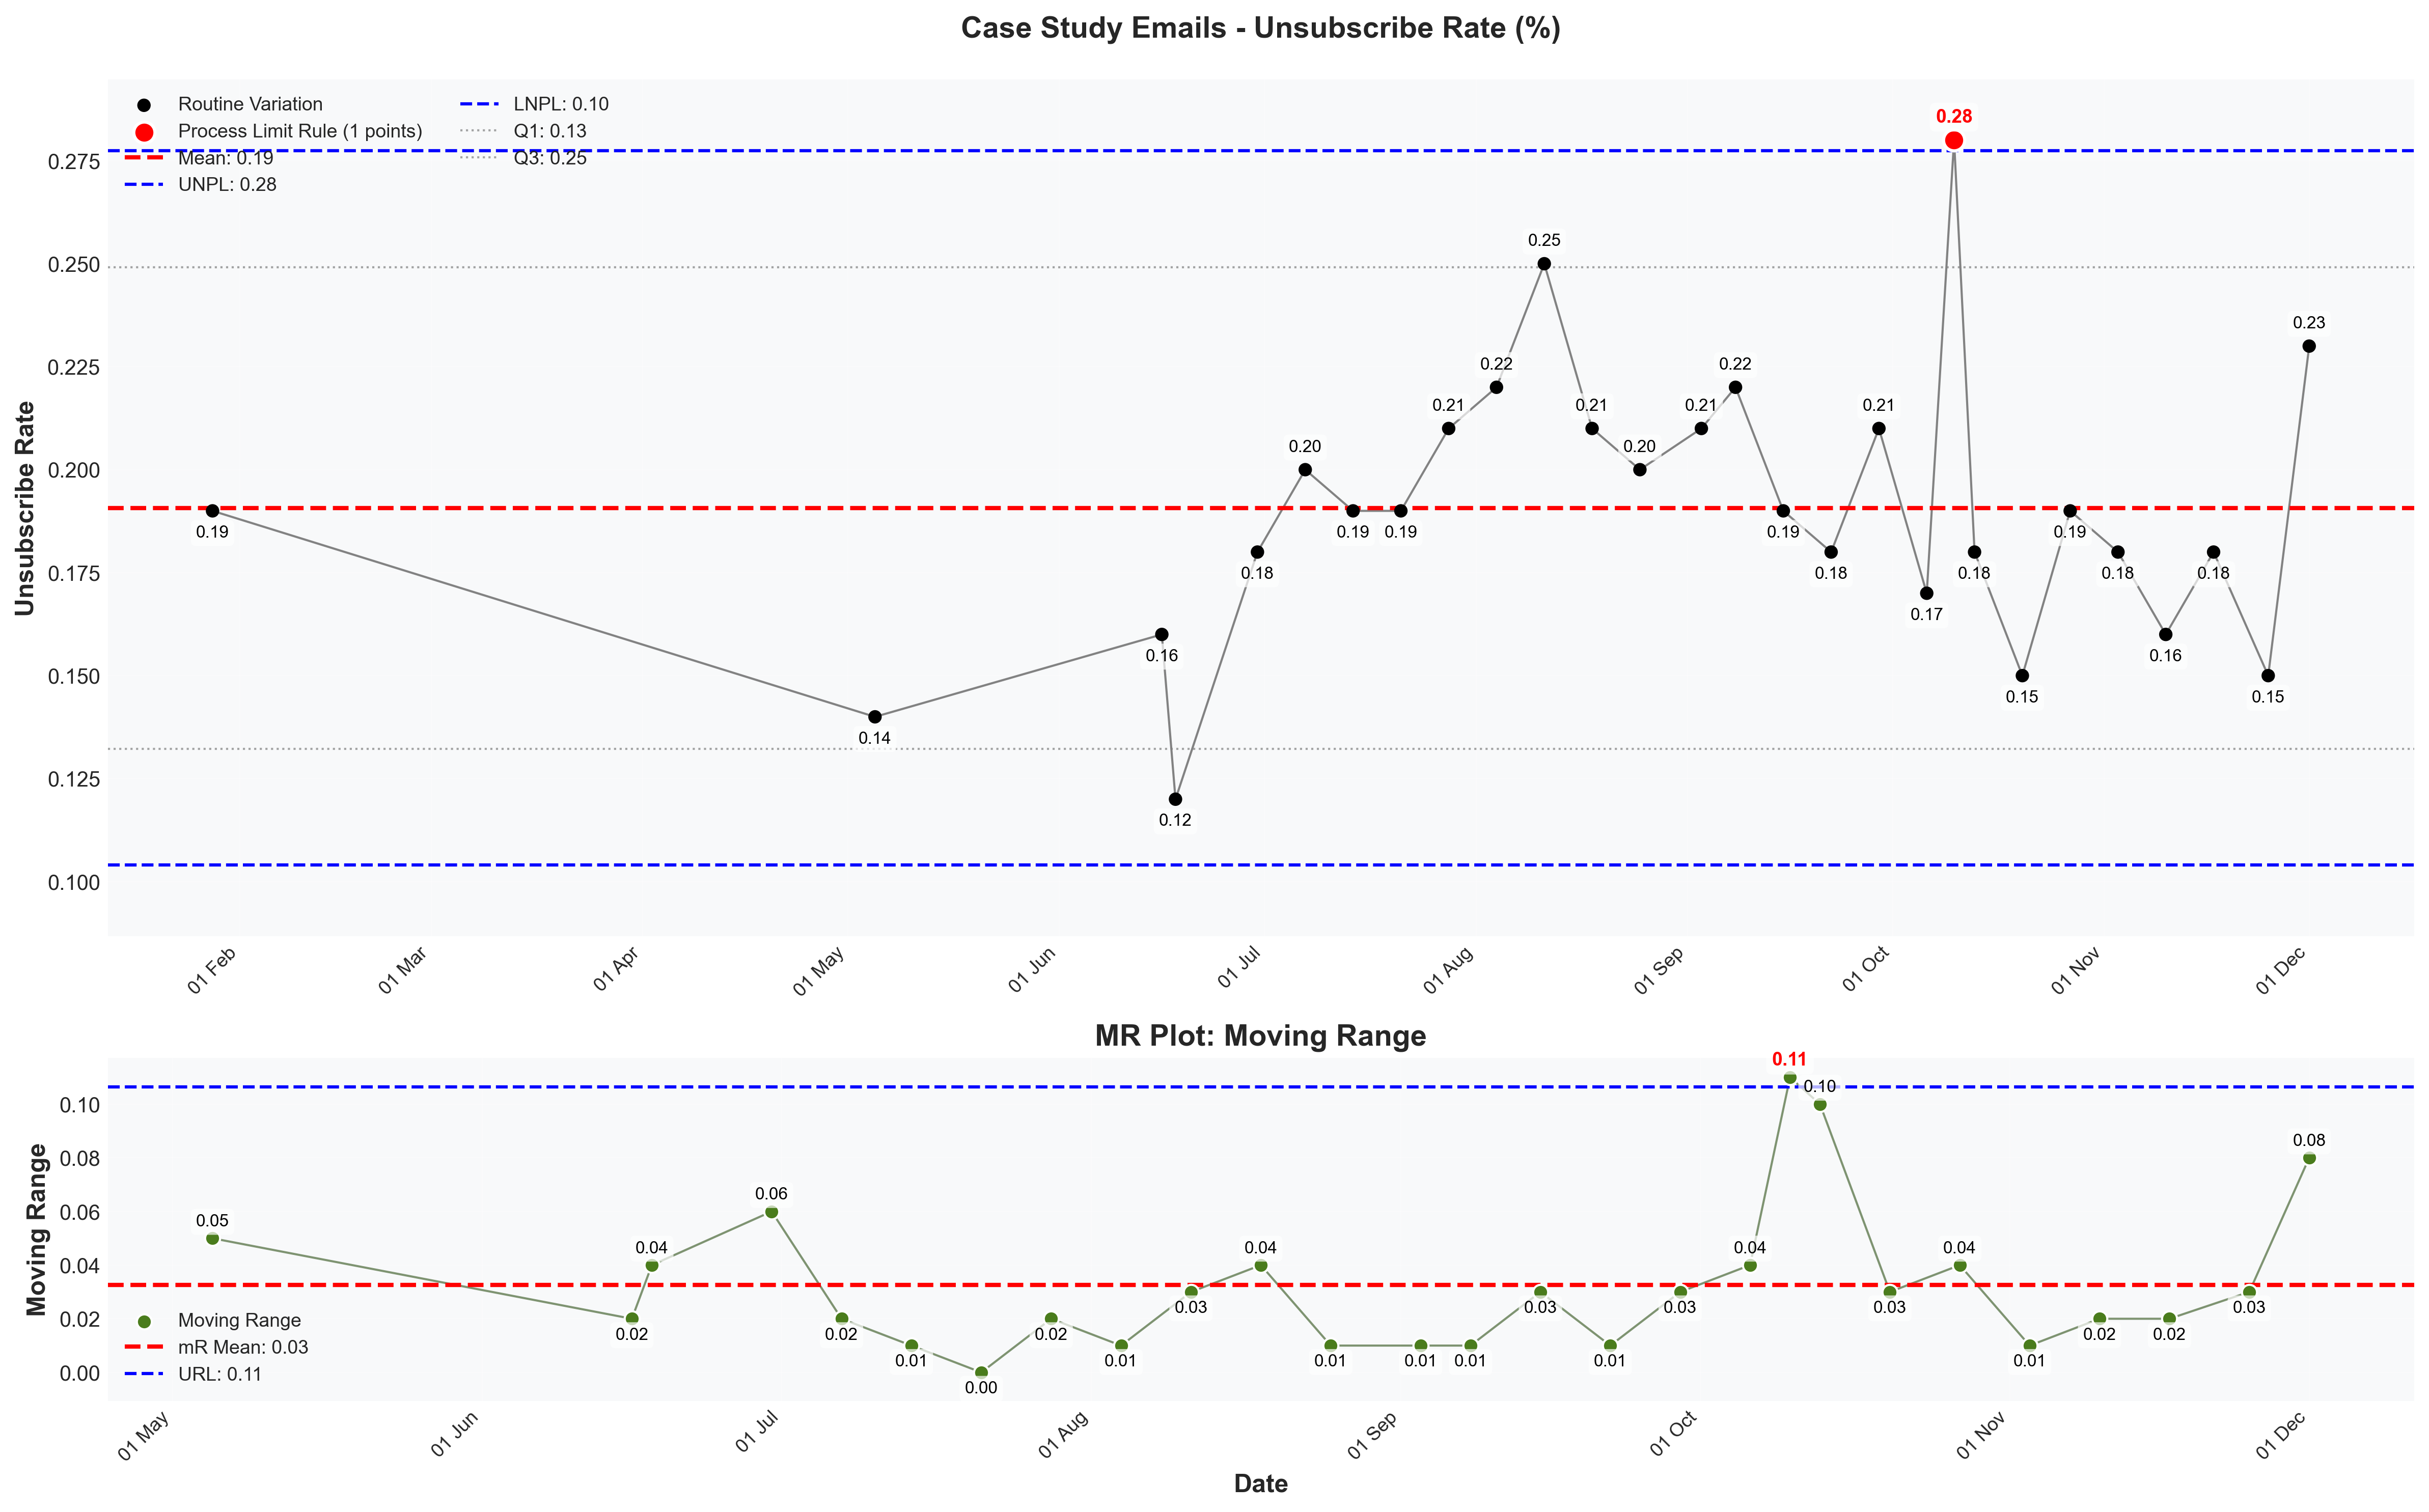 Case Study Emails - Unsubscribe Rate (%)
Routine Variation
Process Limit Rule (1 points)
Mean: 0.19
UNPL: 0.28
LNPL: 0.10
Q1: 0.13
Q3: 0.25
Unsubscribe Rate
0.275
0.250
0.225
0.200
0.175
0.150
0.125
0.100
0.19
0.14
0.16
0.12
0.18
0.20
0.19
0.19
0.21
0.22
0.25
0.21
0.20
0.21
0.22
0.19
0.18
0.21
0.17
0.28
0.18
0.15
0.19
0.18
0.16
0.18
0.15
0.23
01 Feb
01 Mar
01 Apr
01 May
01 Jun
01 Jul
01 Aug
01 Sep
01 Oct
01 Nov
01 Dec
MR Plot: Moving Range
Moving Range
0.10
0.08
0.06
0.04
0.02
0.00
0.05
0.02
0.04
0.06
0.02
0.01
0.00
0.02
0.01
0.03
0.04
0.01
0.01
0.01
0.03
0.01
0.03
0.04
0.11
0.10
0.03
0.04
0.01
0.02
0.02
0.03
0.08
Moving Range
mR Mean: 0.03
URL: 0.11
01 May
01 Jun
01 Jul
01 Aug
01 Sep
01 Oct
01 Nov
01 Dec
Date